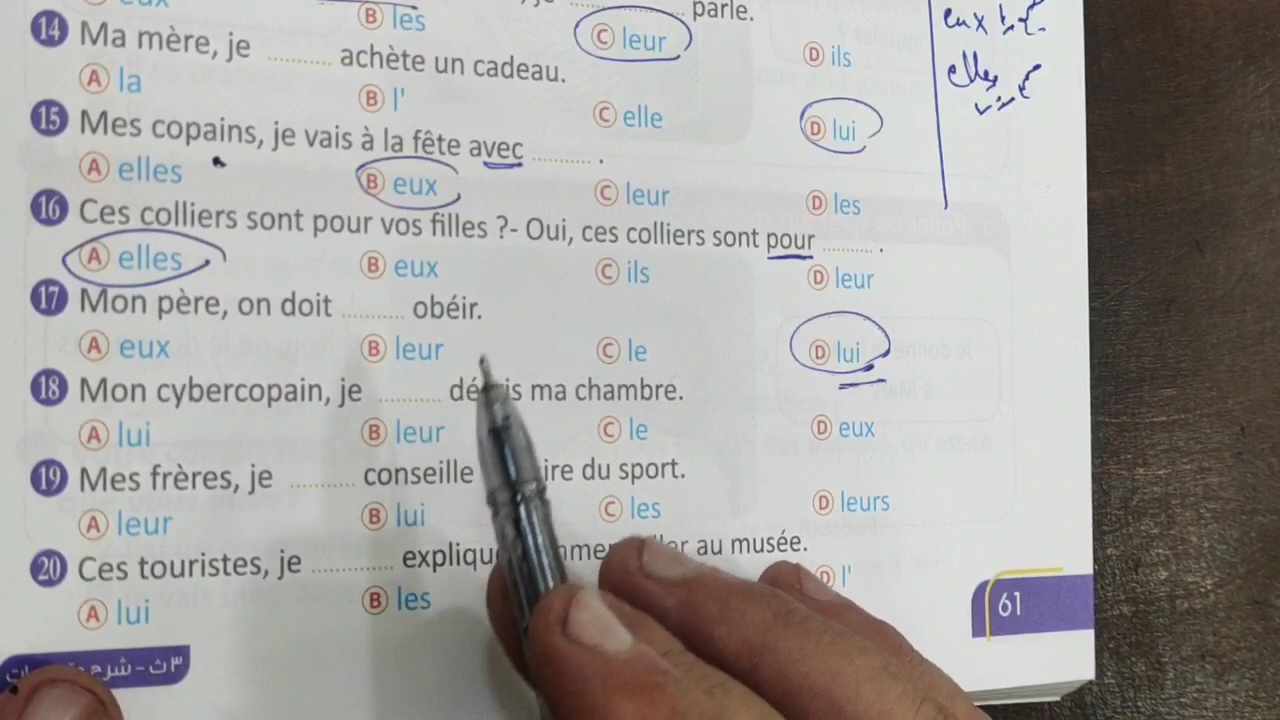 B les
parle.
C leur
D ils
14 Ma mère, je ............ achète un cadeau.
A la B l' C elle D lui
15 Mes copains, je vais à la fête avec ............ .
A elles B eux C leur D les
16 Ces colliers sont pour vos filles ?- Oui, ces colliers sont pour ............ .
A elles B eux C ils D leur
17 Mon père, on doit ............ obéir.
A eux B leur C le D lui
18 Mon cybercopain, je ............ ma chambre.
A lui B leur C le D eux
19 Mes frères, je ............ conseille du sport.
A leur B lui C les D leurs
20 Ces touristes, je ............ explique au musée.
A lui B les D l'
61
eux
elles
٣ث - شرح